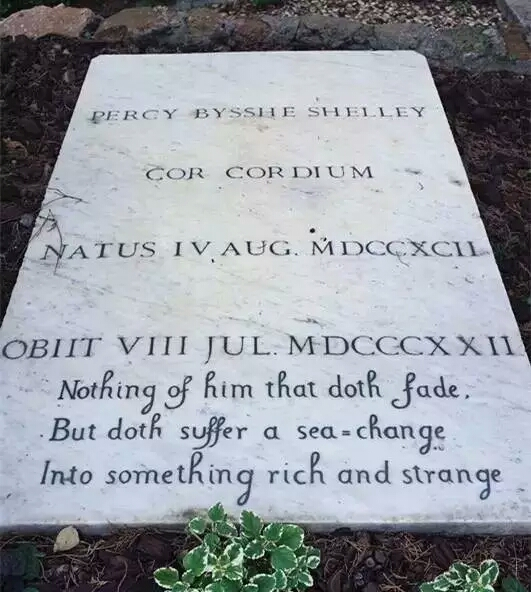 PERCY BYSSHE SHELLEY
COR CORDIUM
NATUS IV. AUG. MDCCXCII
OBIIT VIII JUL. MDCCCXXII
Nothing of him that doth fade,
But doth suffer a sea-change
Into something rich and strange